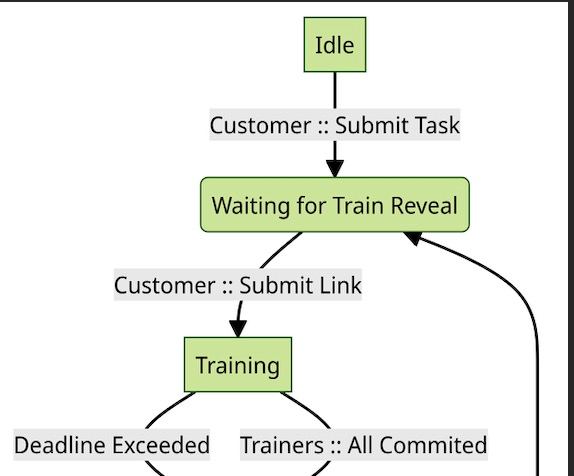 Idle
Customer :: Submit Task
Waiting for Train Reveal
Customer :: Submit Link
Training
Deadline Exceeded
Trainers :: All Commited